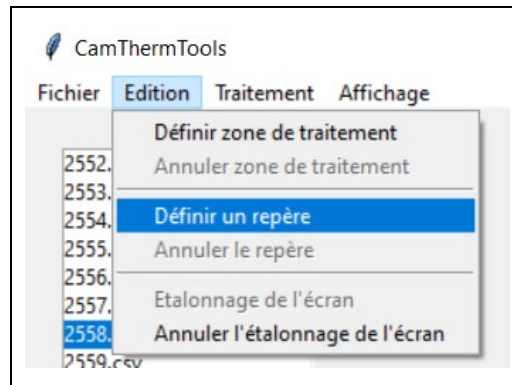 CamThermTools
Fichier Edition Traitement Affichage
Définir zone de traitement
Annuler zone de traitement
Définir un repère
Annuler le repère
Etalonnage de l'écran
Annuler l'étalonnage de l'écran
2552.
2553.
2554.
2555.
2556.
2557.
2558.
2559.csv